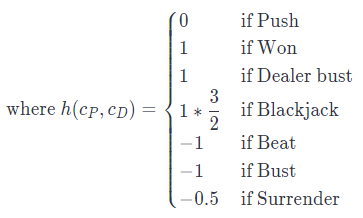 0 if Push
1 if Won
1 if Dealer bust
where h(c_P, c_D) = { 1 * 3/2 if Blackjack
−1 if Beat
−1 if Bust
−0.5 if Surrender